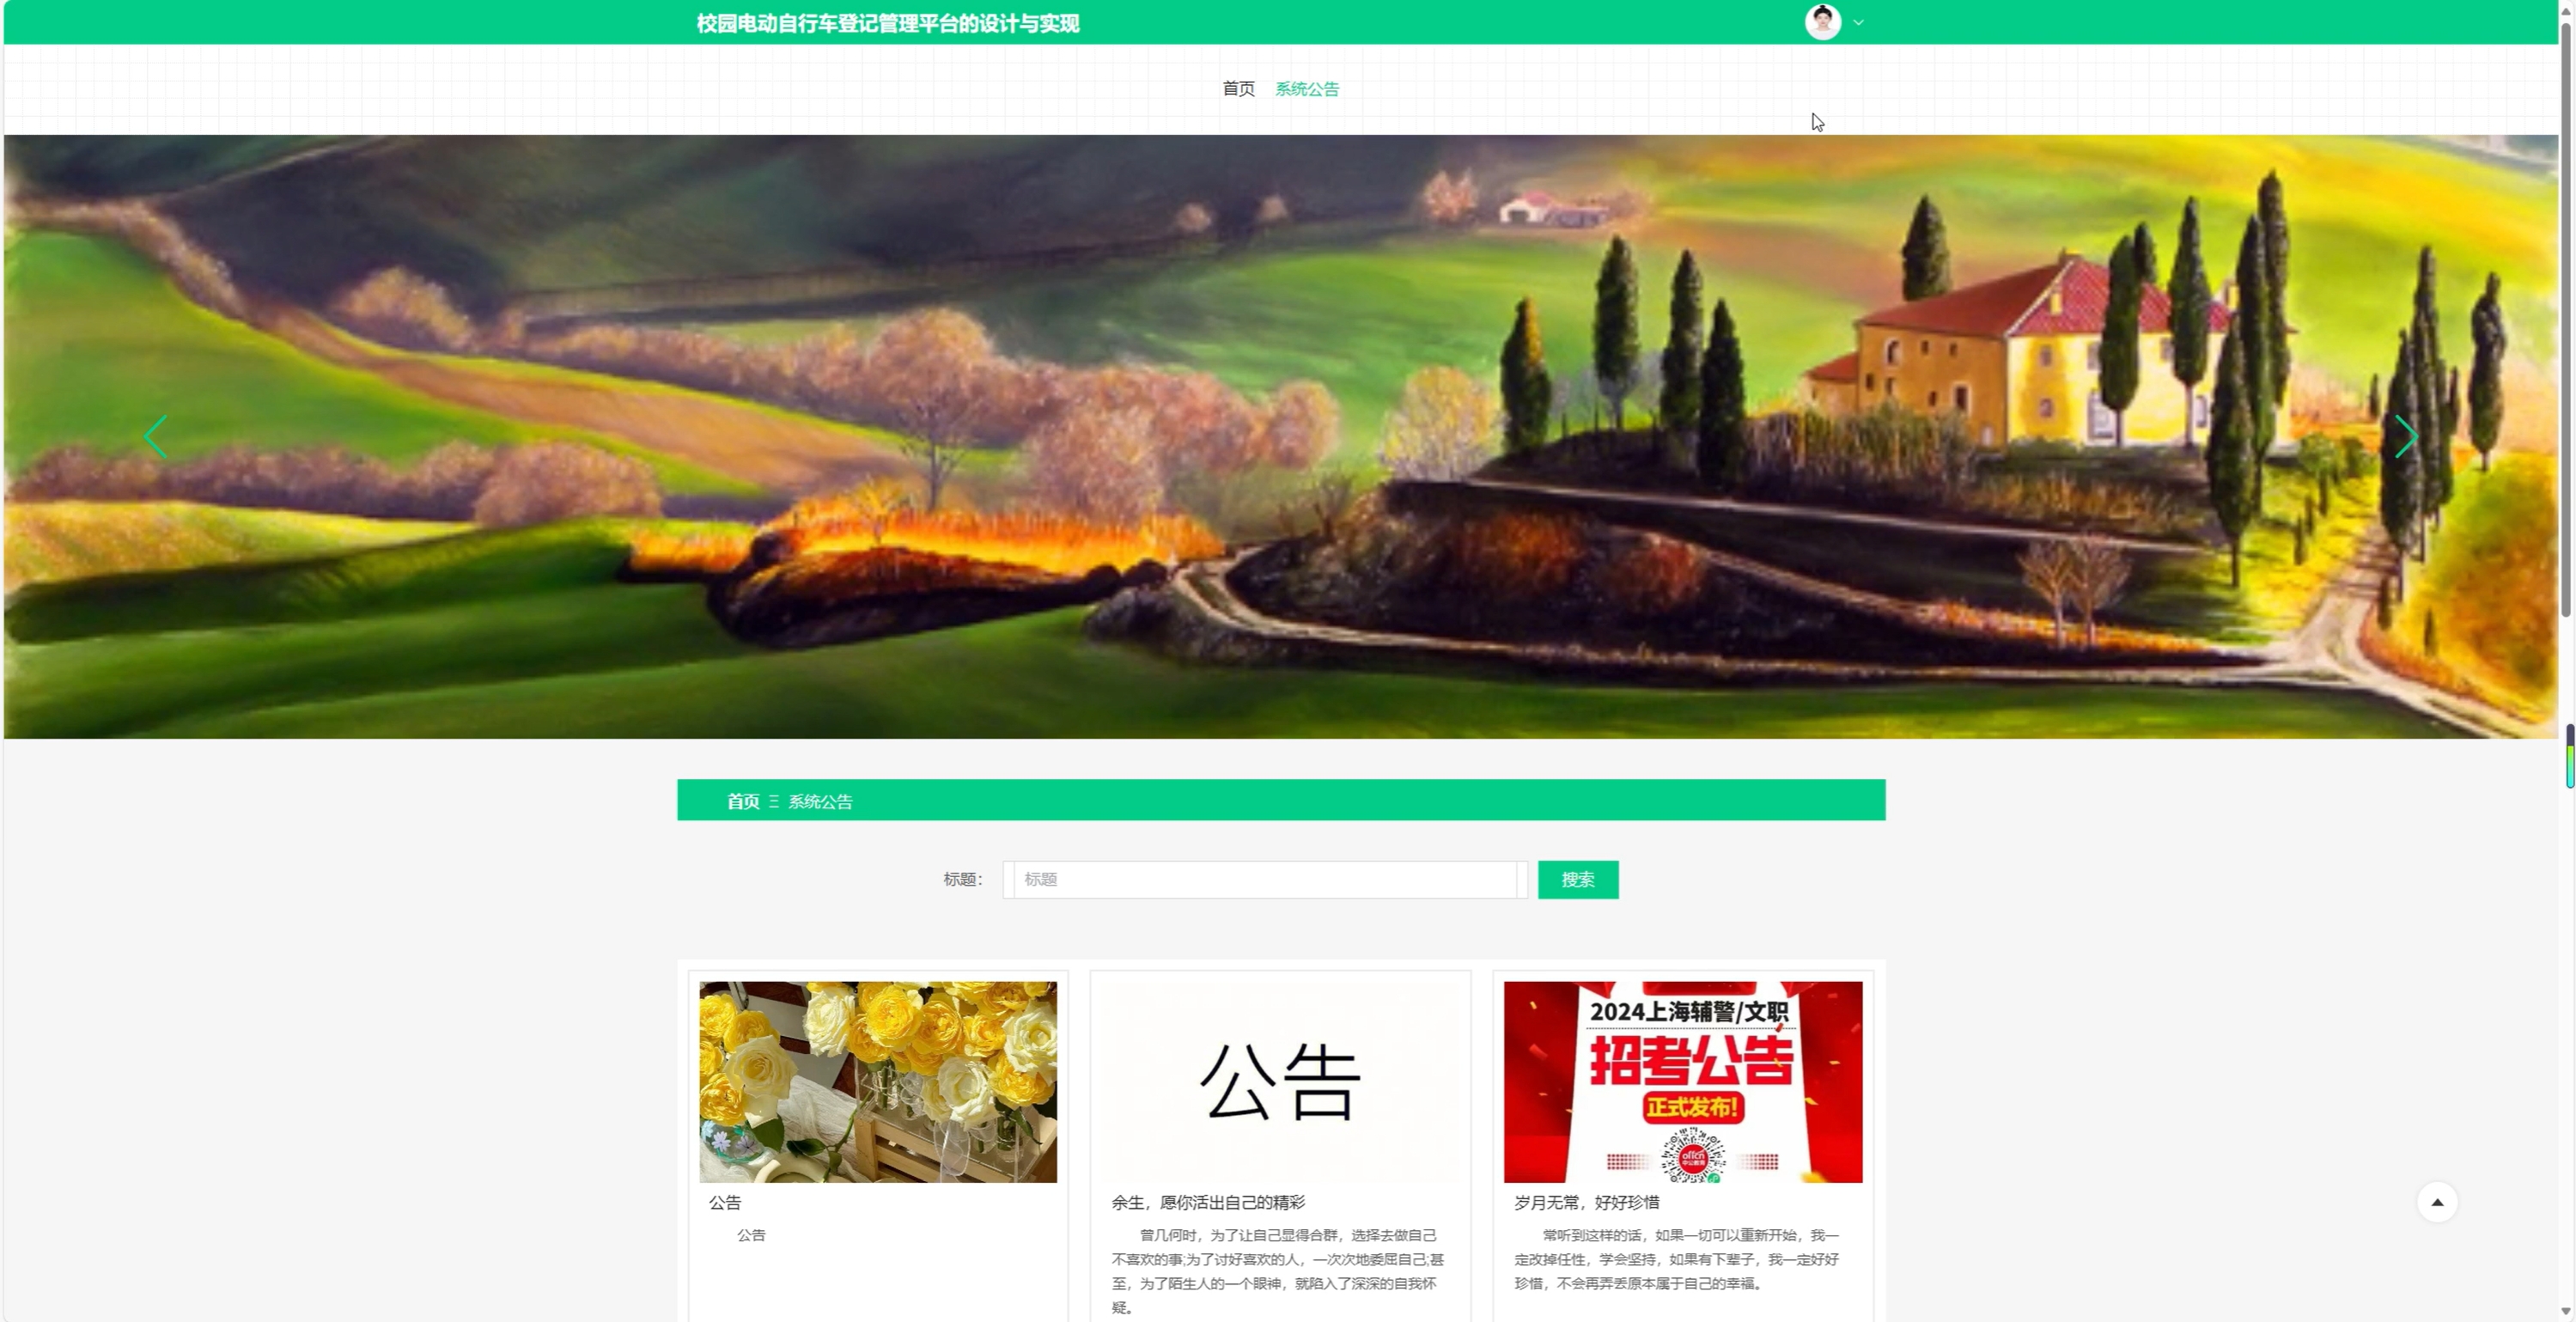 校园电动自行车登记管理平台的设计与实现
首页 系统公告
首页 三 系统公告
标题: 标题 搜索
公告
2024上海辅警/文职
招考公告
正式发布!
offcn
中公教育
公告
公告
余生，愿你活出自己的精彩
曾几何时，为了让自己显得合群，选择去做自己
不喜欢的事;为了讨好喜欢的人，一次次地委屈自己;甚
至，为了陌生人的一个眼神，就陷入了深深的自我怀
疑。
岁月无常，好好珍惜
常听到这样的话，如果一切可以重新开始，我一
定改掉任性，学会坚持，如果有下辈子，我一定好好
珍惜，不会再弄丢原本属于自己的幸福。